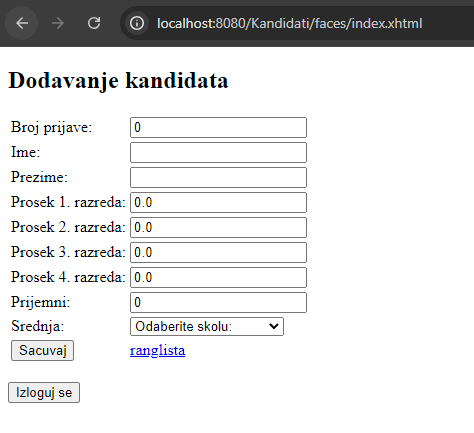 localhost:8080/Kandidati/faces/index.xhtml
Dodavanje kandidata
Broj prijave: 0
Ime:
Prezime:
Prosek 1. razreda: 0.0
Prosek 2. razreda: 0.0
Prosek 3. razreda: 0.0
Prosek 4. razreda: 0.0
Prijemni: 0
Srednja: Odaberite skolu:
Sacuvaj ranglista
Izloguj se